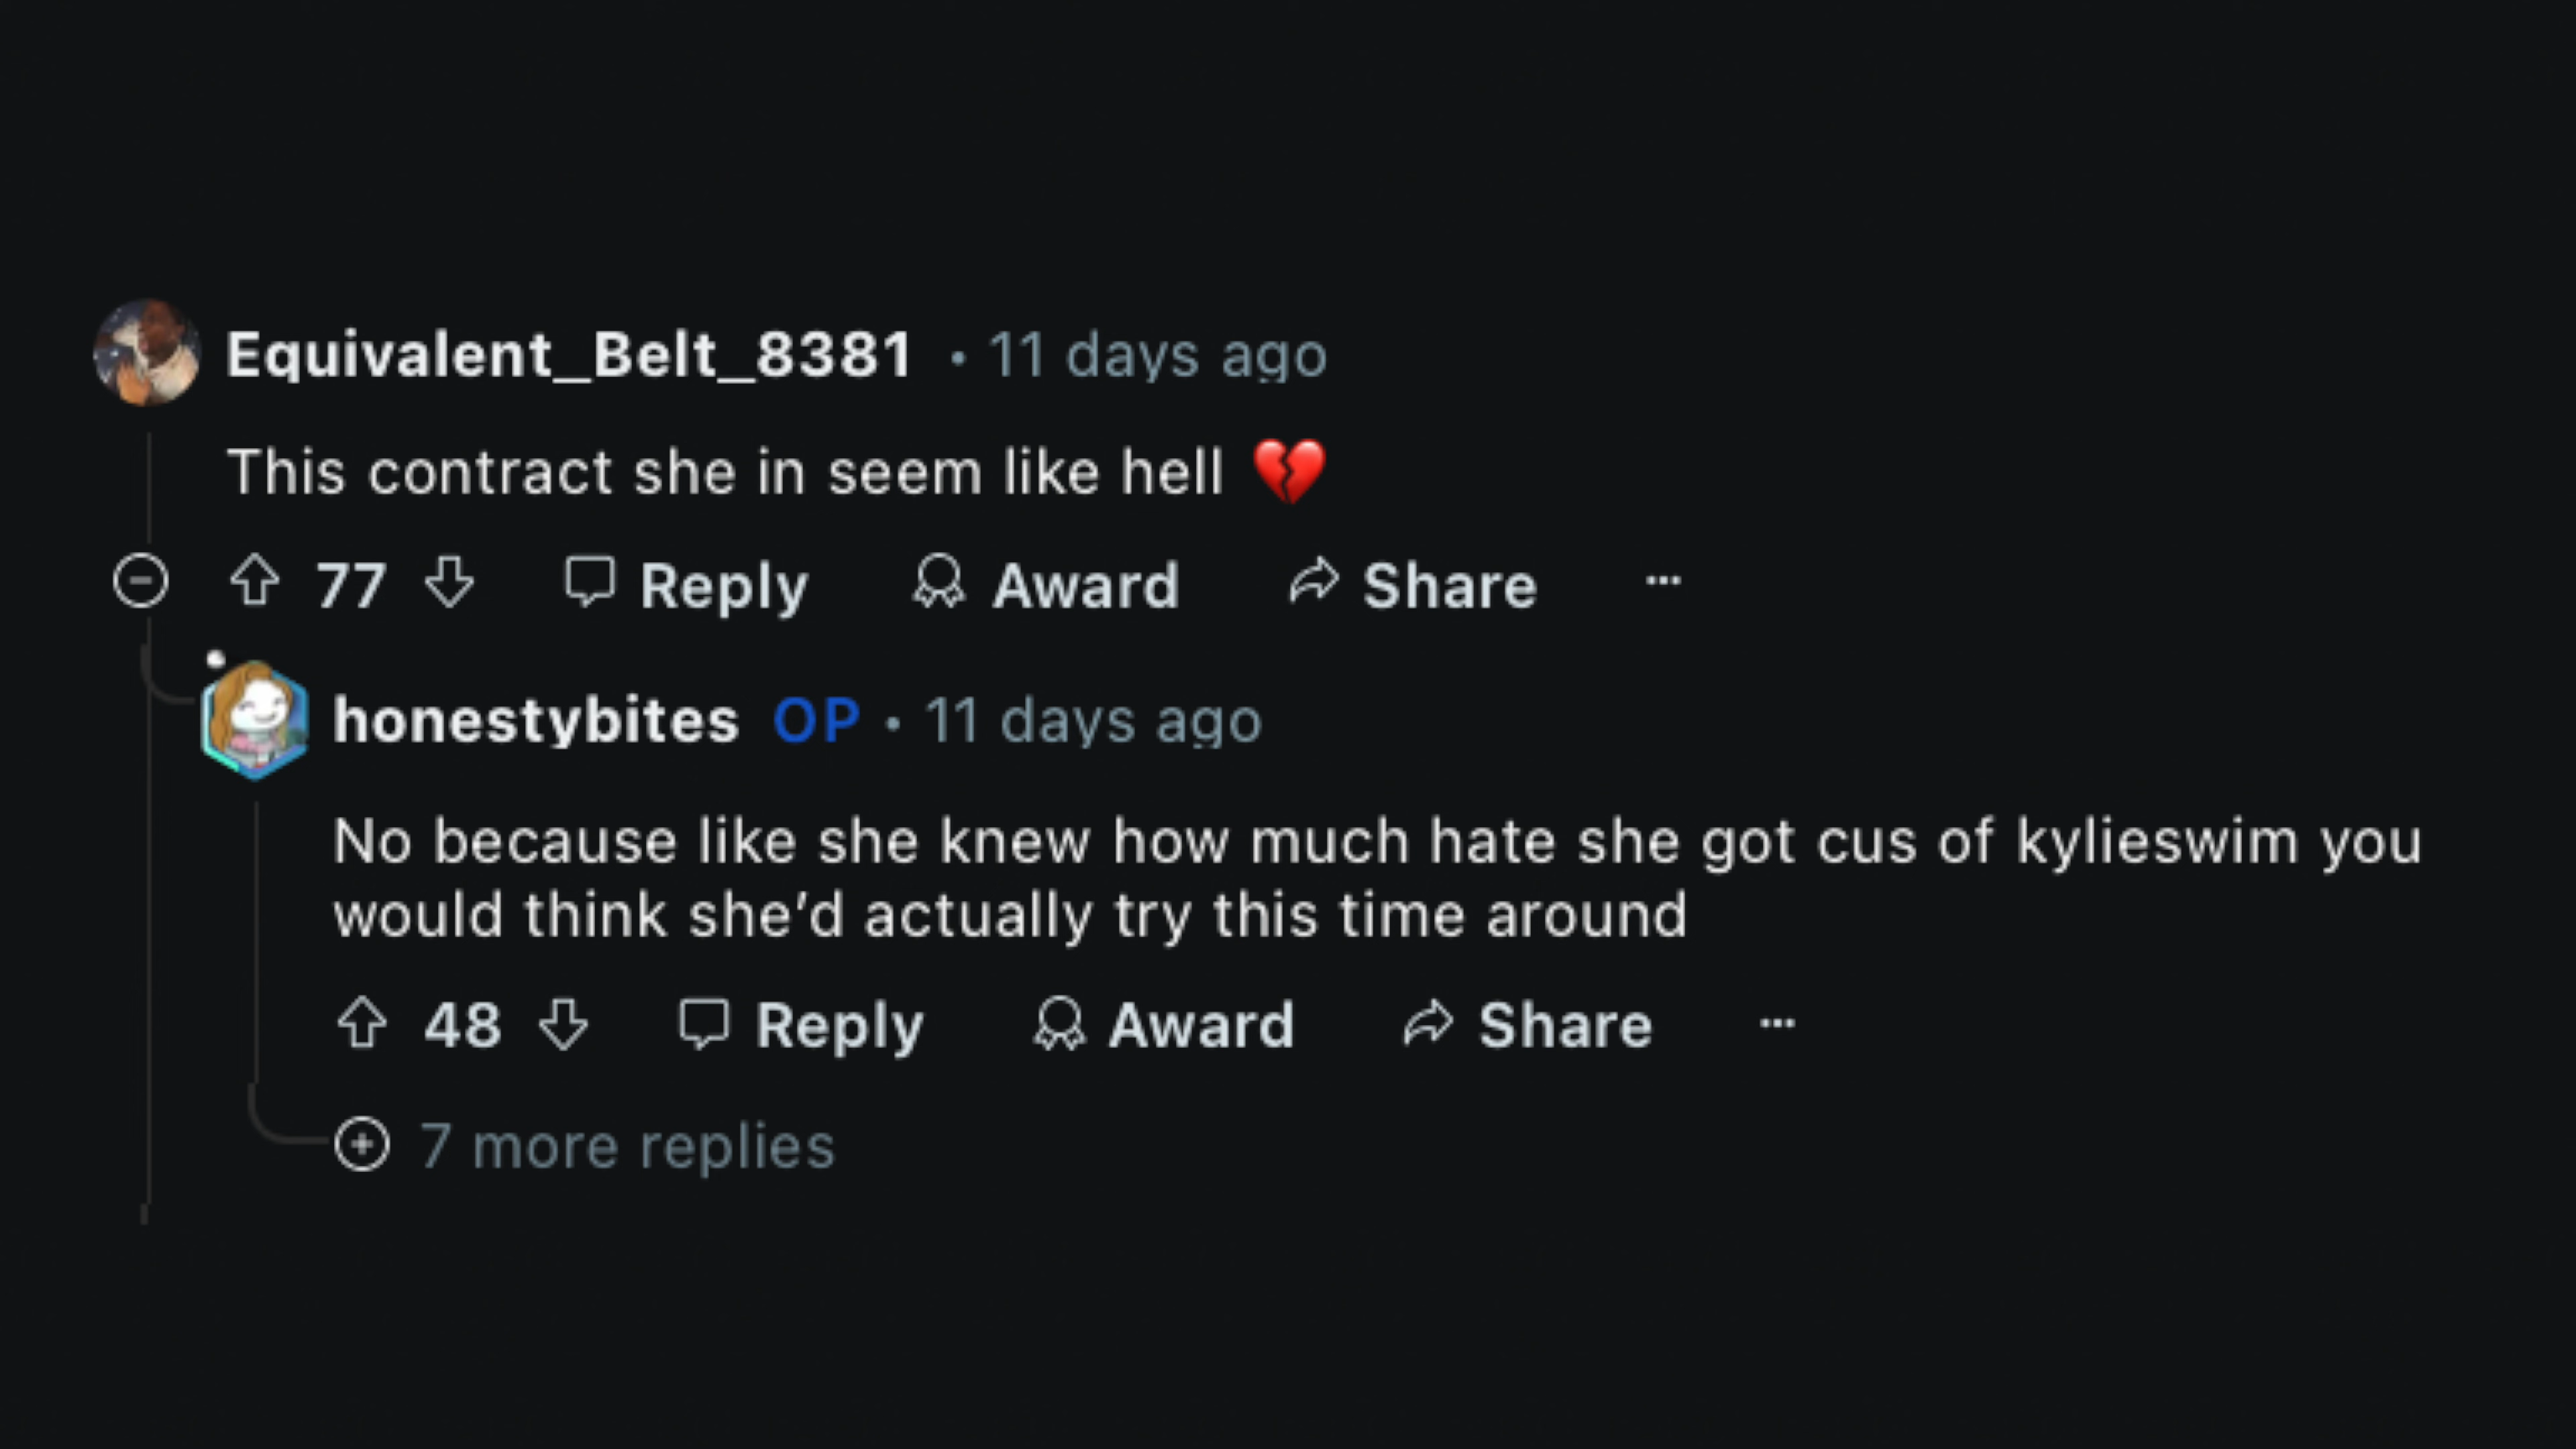 Equivalent_Belt_8381 • 11 days ago
This contract she in seem like hell 💔
77 Reply Award Share ...
honestybites OP • 11 days ago
No because like she knew how much hate she got cus of kylieswim you
would think she’d actually try this time around
48 Reply Award Share ...
7 more replies